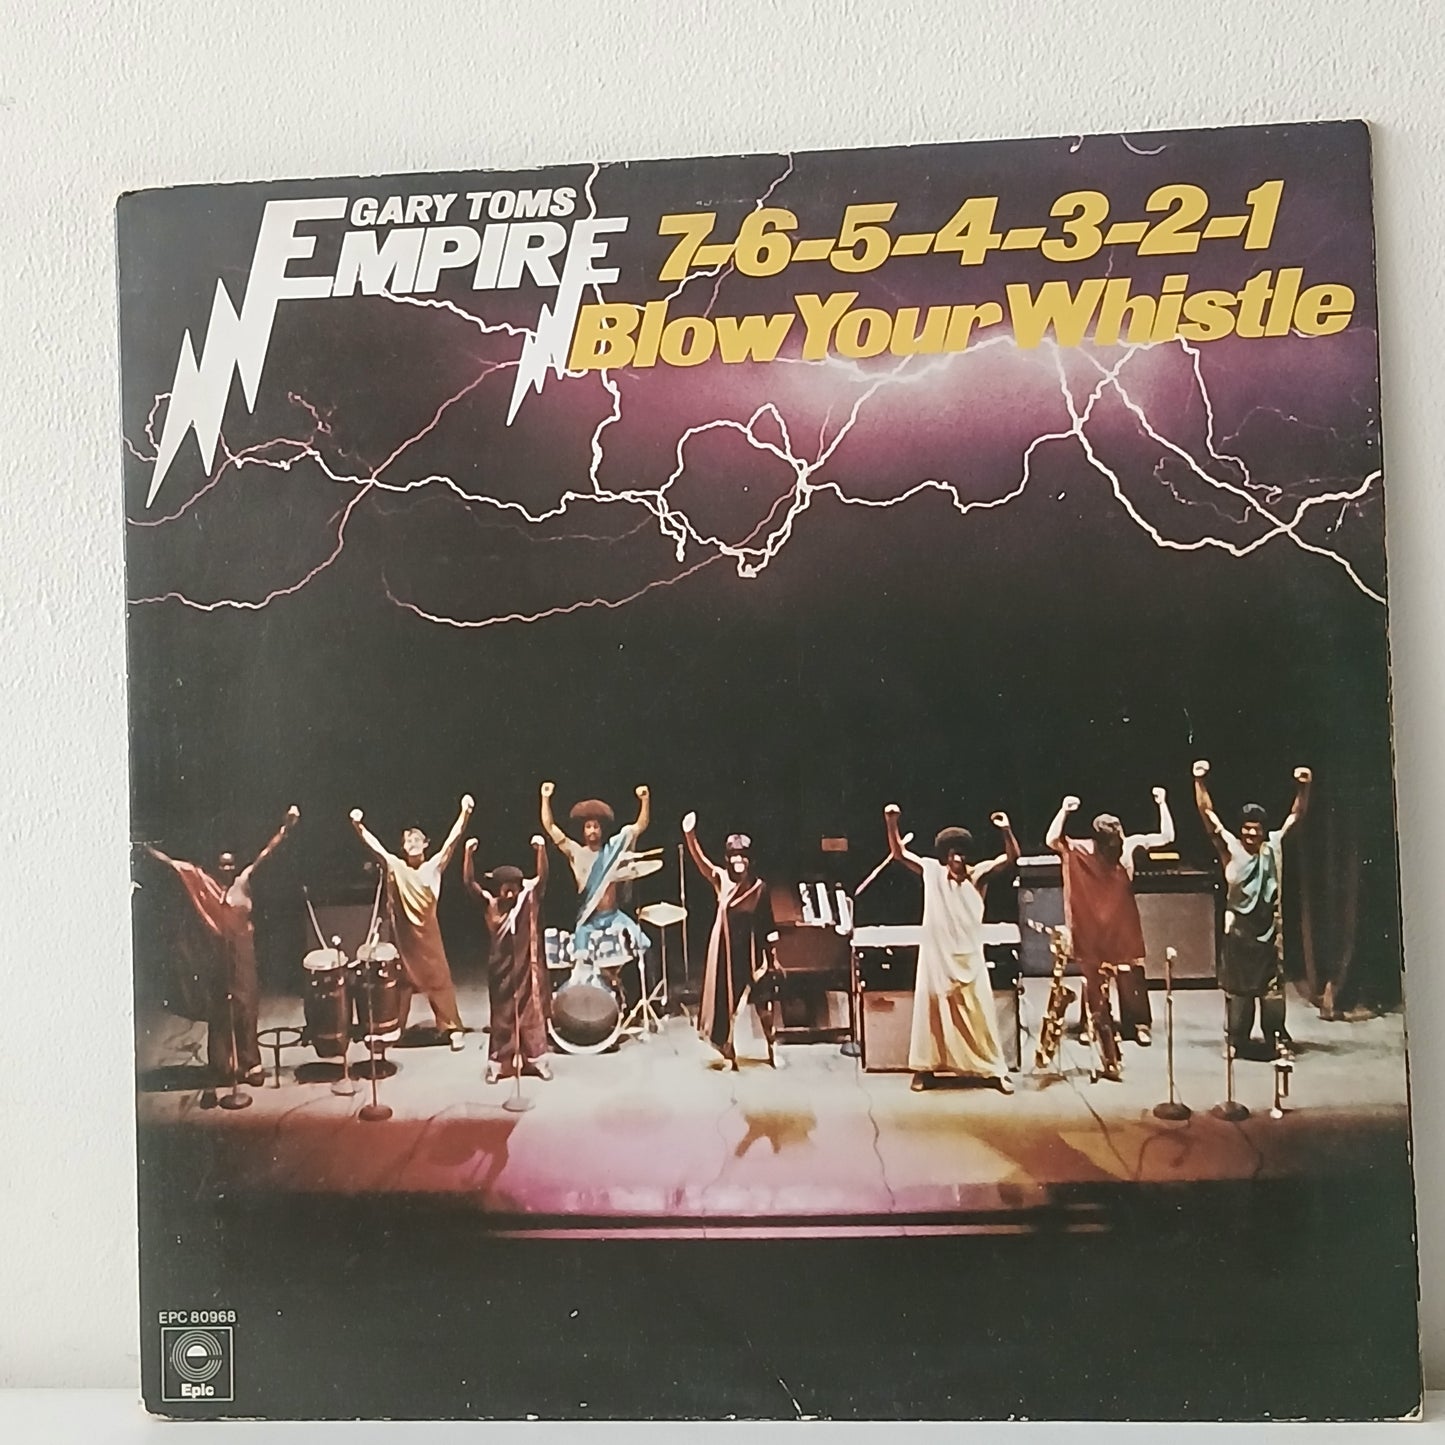 GARY TOMS
EMPIRE
7-6-5-4-3-2-1
Blow Your Whistle
EPC 80968
Epic